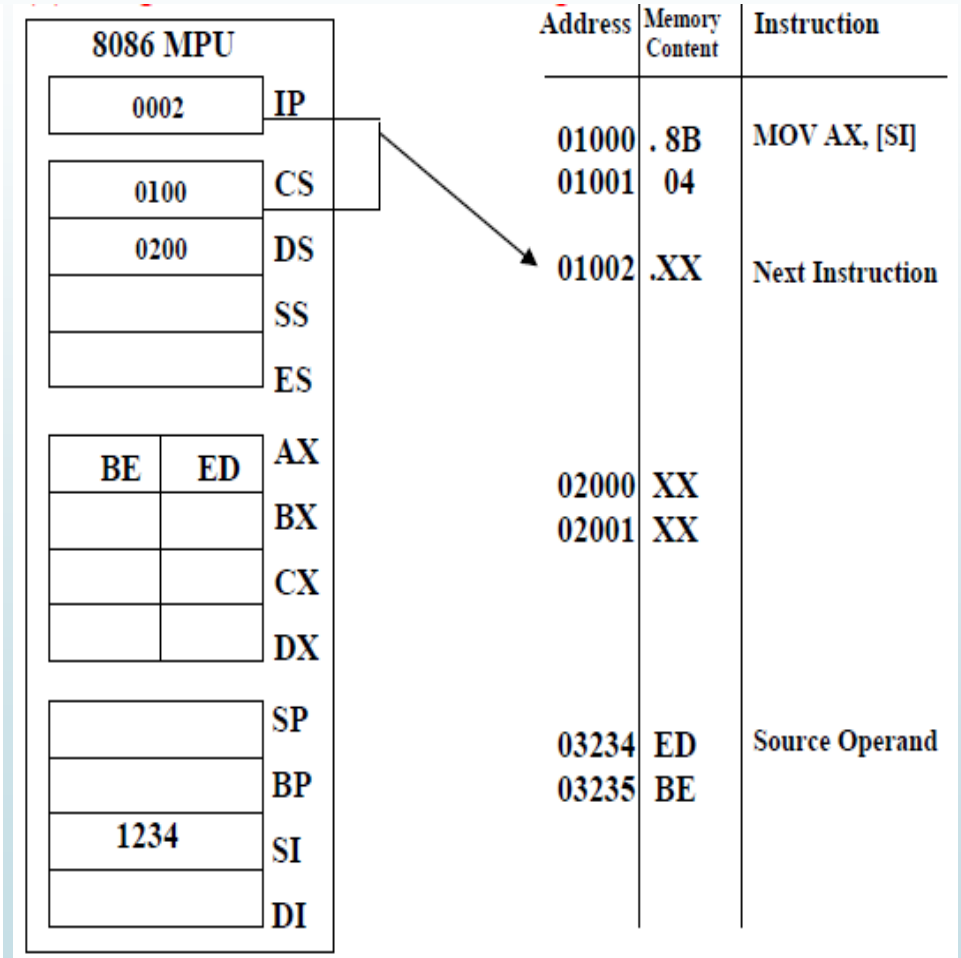 8086 MPU
0002 IP
0100 CS
0200 DS
SS
ES
BE ED AX
BX
CX
DX
SP
BP
1234 SI
DI
Address Memory Content Instruction
01000 . 8B MOV AX, [SI]
01001 04
01002 .XX Next Instruction
02000 XX
02001 XX
03234 ED Source Operand
03235 BE